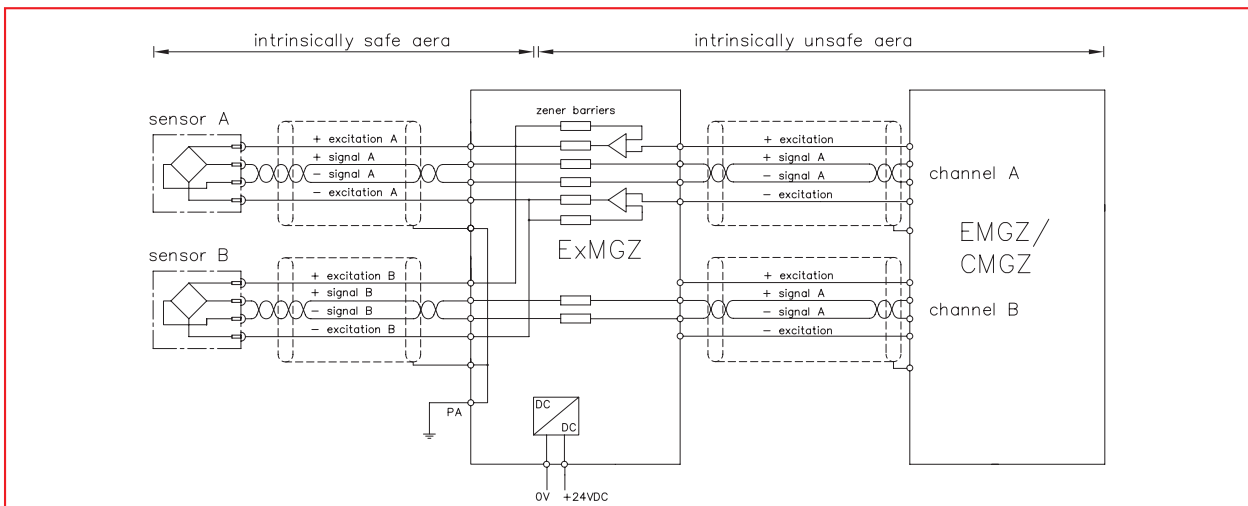 intrinsically safe aera
intrinsically unsafe aera
zener barriers
sensor A
+ excitation A
+ signal A
− signal A
− excitation A
+ excitation
+ signal A
− signal A
− excitation
channel A
ExMGZ
EMGZ/
CMGZ
sensor B
+ excitation B
+ signal B
− signal B
− excitation B
+ excitation
+ signal A
− signal A
− excitation
channel B
PA
DC
DC
0V
+24VDC